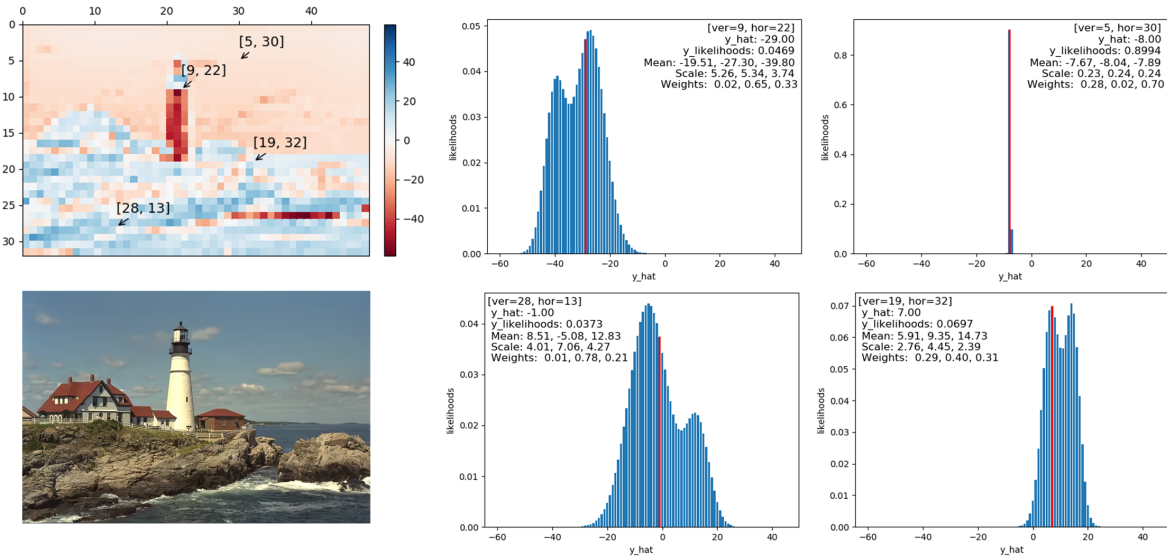 0 10 20 30 40
0
5
10
15
20
25
30
[5, 30]
[9, 22]
[19, 32]
[28, 13]
40
20
0
−20
−40
[ver=9, hor=22]
y_hat: -29.00
y_likelihoods: 0.0469
Mean: -19.51, -27.30, -39.80
Scale: 5.26, 5.34, 3.74
Weights: 0.02, 0.65, 0.33
likelihoods
0.05
0.04
0.03
0.02
0.01
0.00
−60 −40 −20 0 20 40
y_hat
[ver=5, hor=30]
y_hat: -8.00
y_likelihoods: 0.8994
Mean: -7.67, -8.04, -7.89
Scale: 0.23, 0.24, 0.24
Weights: 0.28, 0.02, 0.70
likelihoods
0.8
0.6
0.4
0.2
0.0
−60 −40 −20 0 20 40
y_hat
[ver=28, hor=13]
y_hat: -1.00
y_likelihoods: 0.0373
Mean: 8.51, -5.08, 12.83
Scale: 4.01, 7.06, 4.27
Weights: 0.01, 0.78, 0.21
likelihoods
0.04
0.03
0.02
0.01
0.00
−60 −40 −20 0 20 40
y_hat
[ver=19, hor=32]
y_hat: 7.00
y_likelihoods: 0.0697
Mean: 5.91, 9.35, 14.73
Scale: 2.76, 4.45, 2.39
Weights: 0.29, 0.40, 0.31
likelihoods
0.07
0.06
0.05
0.04
0.03
0.02
0.01
0.00
−60 −40 −20 0 20 40
y_hat